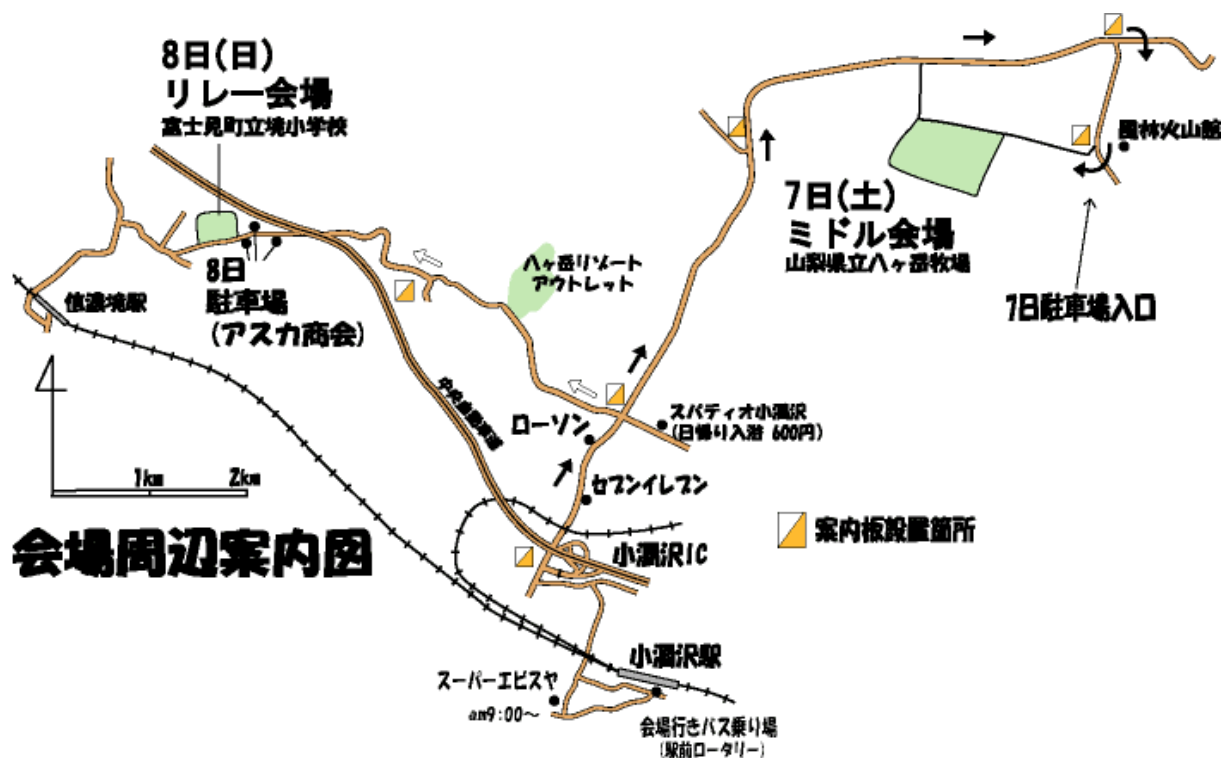 8日(日)
リレー会場
富士見町立境小学校
風林火山館
7日(土)
ミドル会場
山梨県立八ヶ岳牧場
7日駐車場入口
八ヶ岳リゾート
アウトレット
8日
駐車場
(アスカ商会)
信濃境駅
中央自動車道
ローソン
スパティオ小淵沢
(日帰り入浴 600円)
セブンイレブン
1km
2km
会場周辺案内図
小淵沢IC
案内板設置箇所
小淵沢駅
スーパーエビスヤ
am9:00〜
会場行きバス乗り場
(駅前ロータリー)